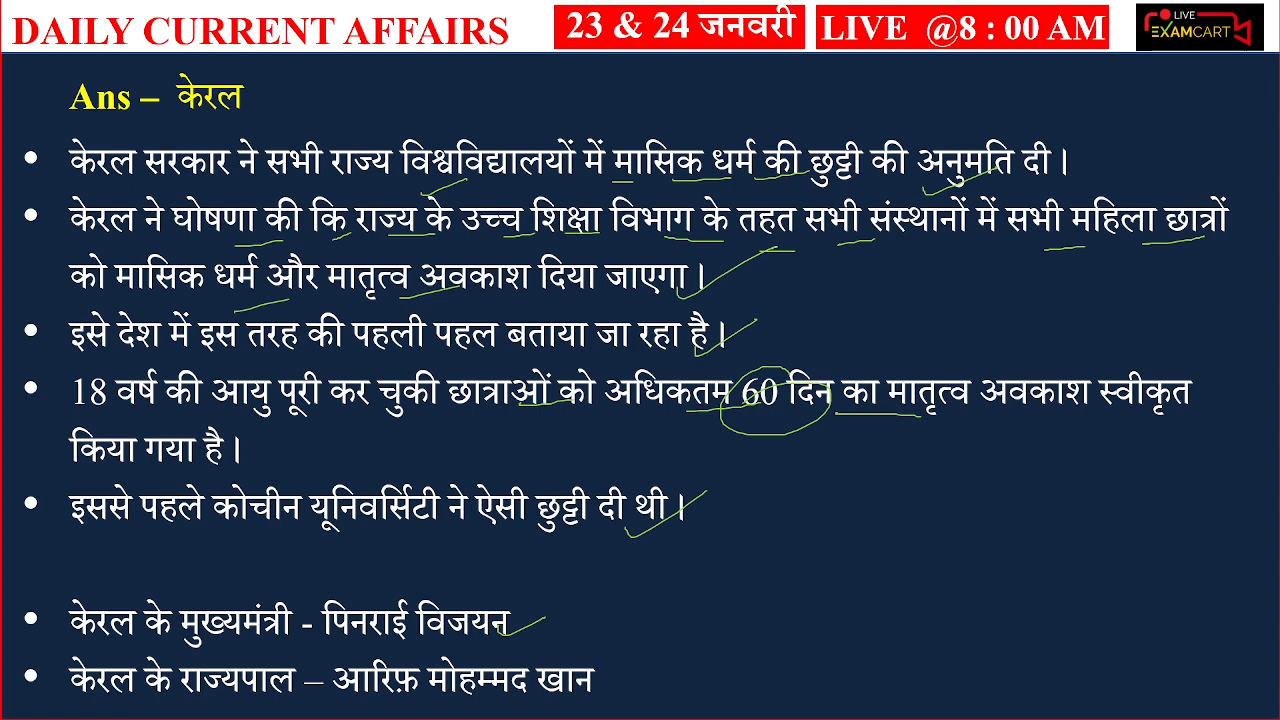 DAILY CURRENT AFFAIRS
23 & 24 जनवरी
LIVE @8 : 00 AM
LIVE
EXAMCART
Ans – केरल
• केरल सरकार ने सभी राज्य विश्वविद्यालयों में मासिक धर्म की छुट्टी की अनुमति दी।
• केरल ने घोषणा की कि राज्य के उच्च शिक्षा विभाग के तहत सभी संस्थानों में सभी महिला छात्रों
को मासिक धर्म और मातृत्व अवकाश दिया जाएगा।
• इसे देश में इस तरह की पहली पहल बताया जा रहा है।
• 18 वर्ष की आयु पूरी कर चुकी छात्राओं को अधिकतम 60 दिन का मातृत्व अवकाश स्वीकृत
किया गया है।
• इससे पहले कोचीन यूनिवर्सिटी ने ऐसी छुट्टी दी थी।
• केरल के मुख्यमंत्री - पिनराई विजयन
• केरल के राज्यपाल – आरिफ़ मोहम्मद खान